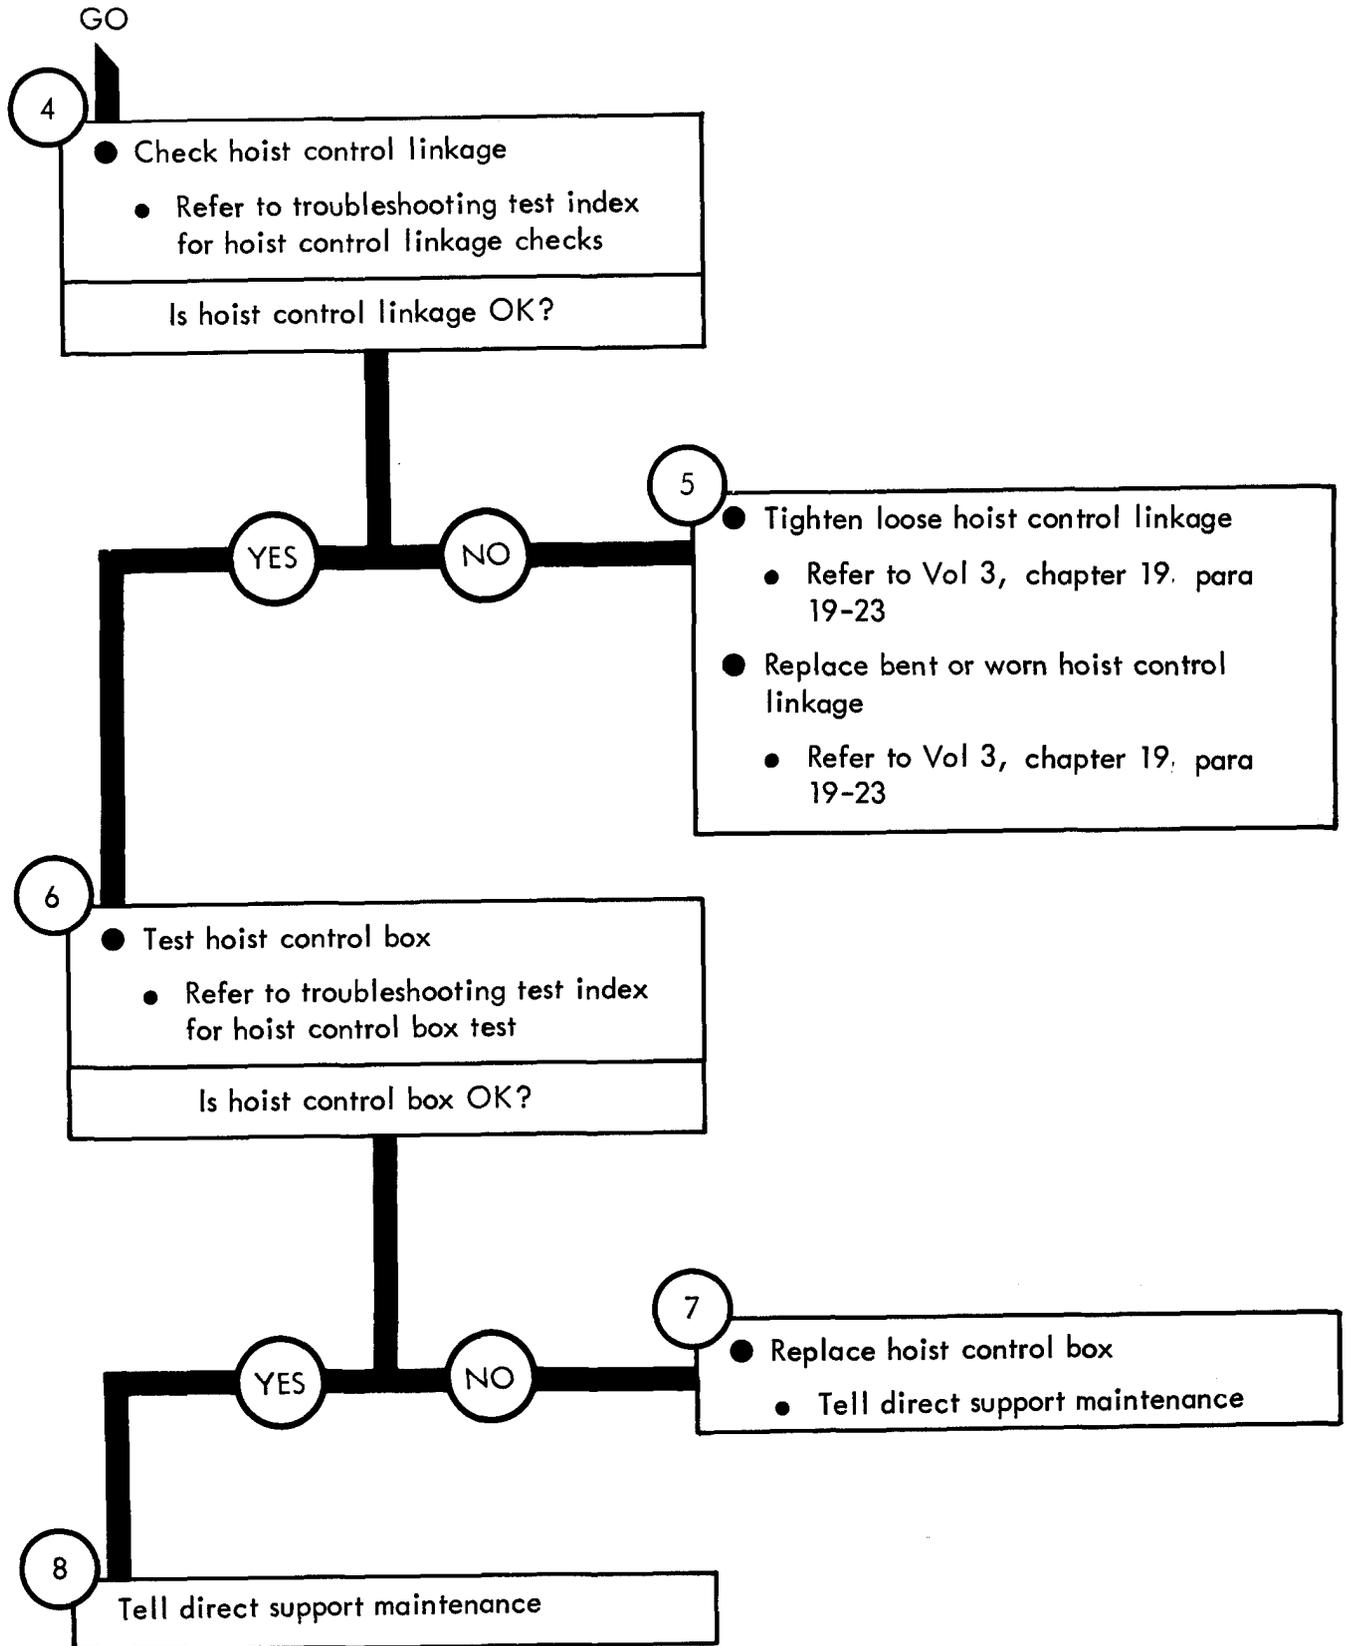 GO
4
● Check hoist control linkage
● Refer to troubleshooting test index
for hoist control linkage checks
Is hoist control linkage OK?
YES
NO
5
● Tighten loose hoist control linkage
● Refer to Vol 3, chapter 19, para
19-23
● Replace bent or worn hoist control
linkage
● Refer to Vol 3, chapter 19, para
19-23
6
● Test hoist control box
● Refer to troubleshooting test index
for hoist control box test
Is hoist control box OK?
YES
NO
7
● Replace hoist control box
● Tell direct support maintenance
8
Tell direct support maintenance